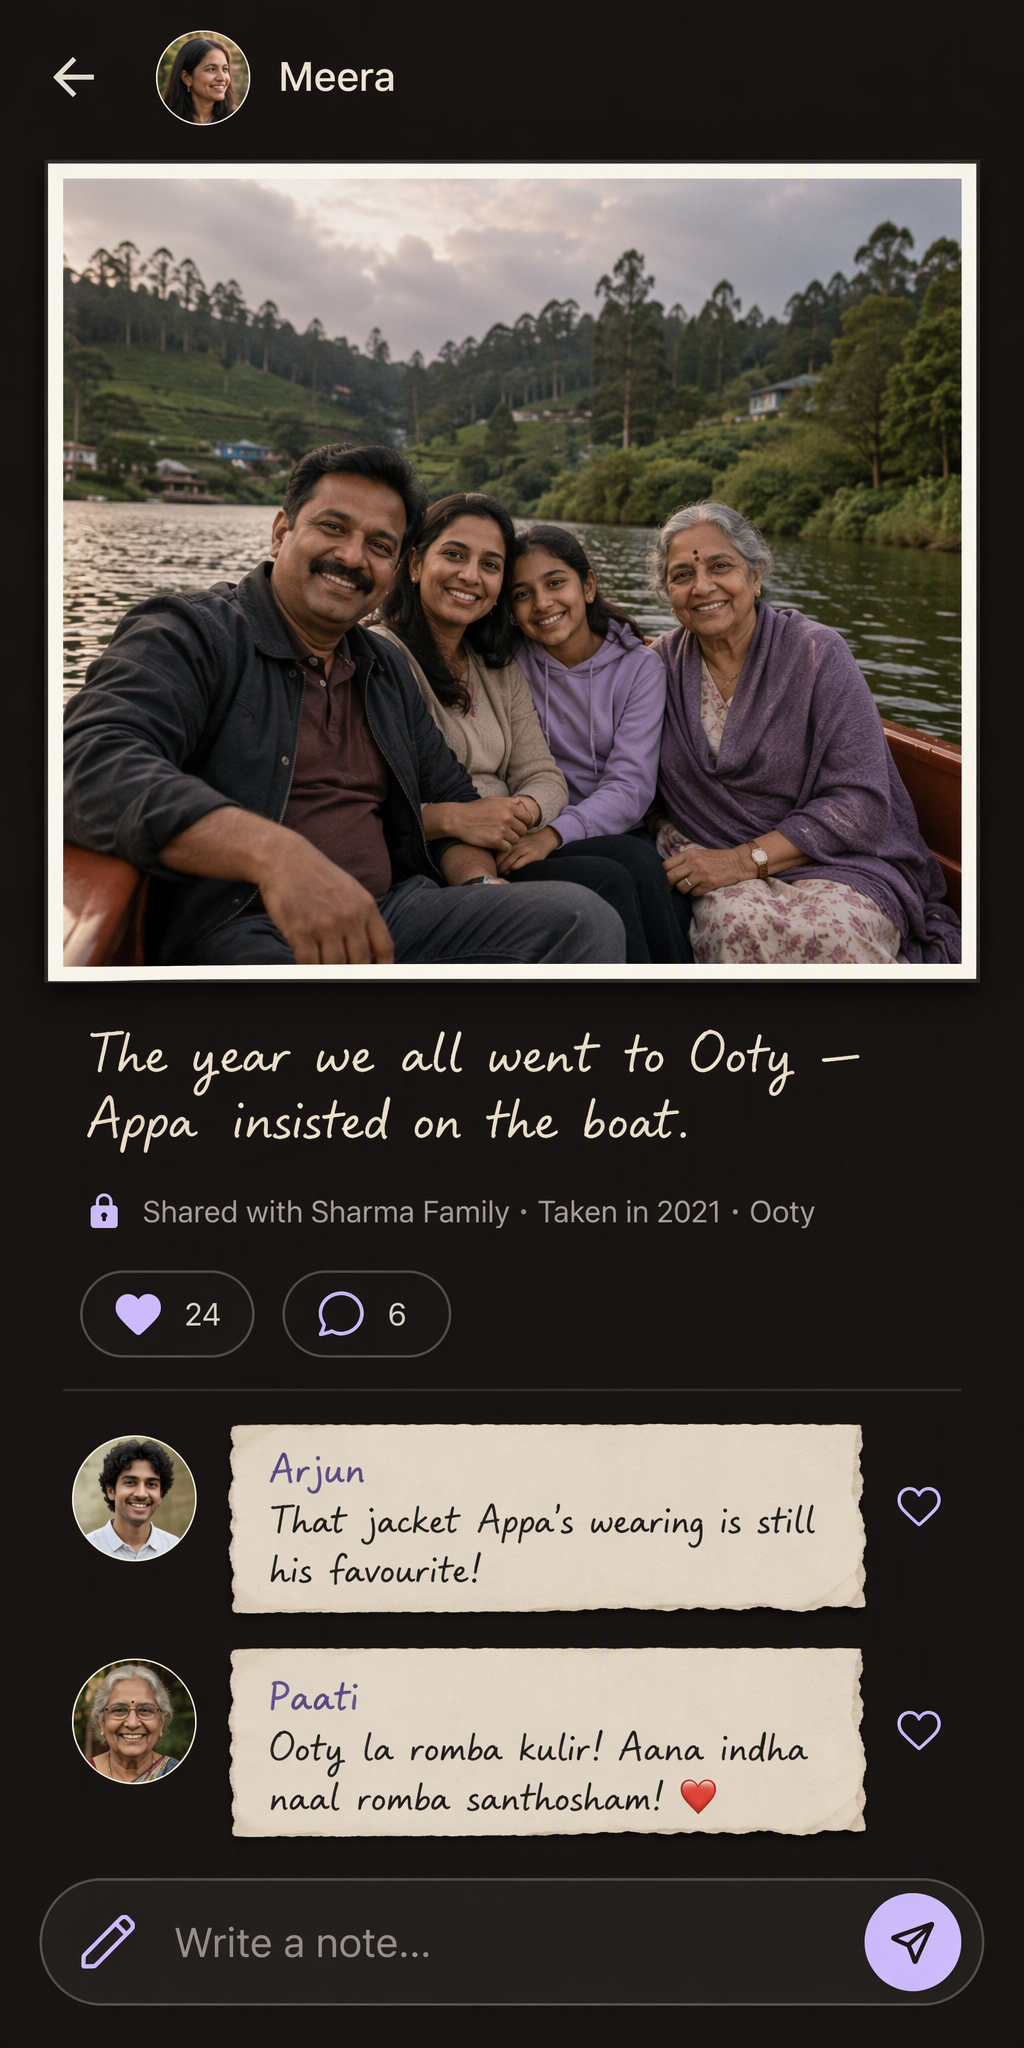 Meera
The year we all went to Ooty —
Appa insisted on the boat.
Shared with Sharma Family · Taken in 2021 · Ooty
24
6
Arjun
That jacket Appa's wearing is still
his favourite!
Paati
Ooty la romba kulir! Aana indha
naal romba santhosham! ❤️
Write a note...